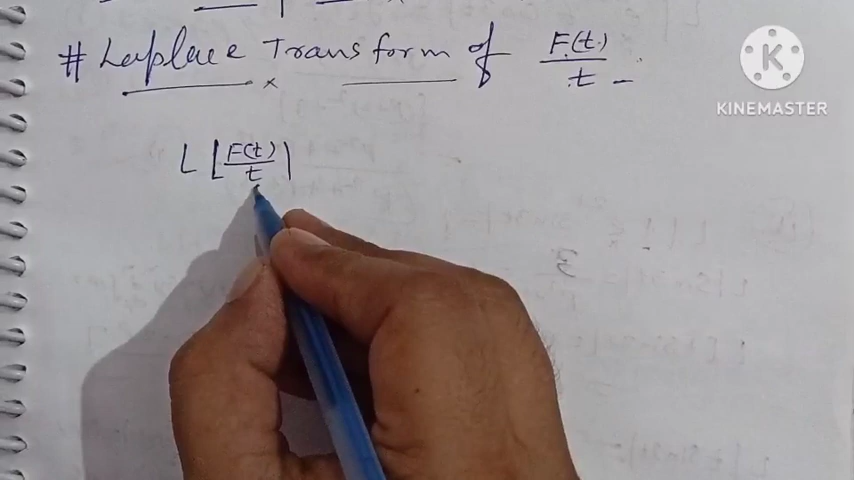 # Laplace Transform of F(t)/t :
KINEMASTER
L[F(t)/t]